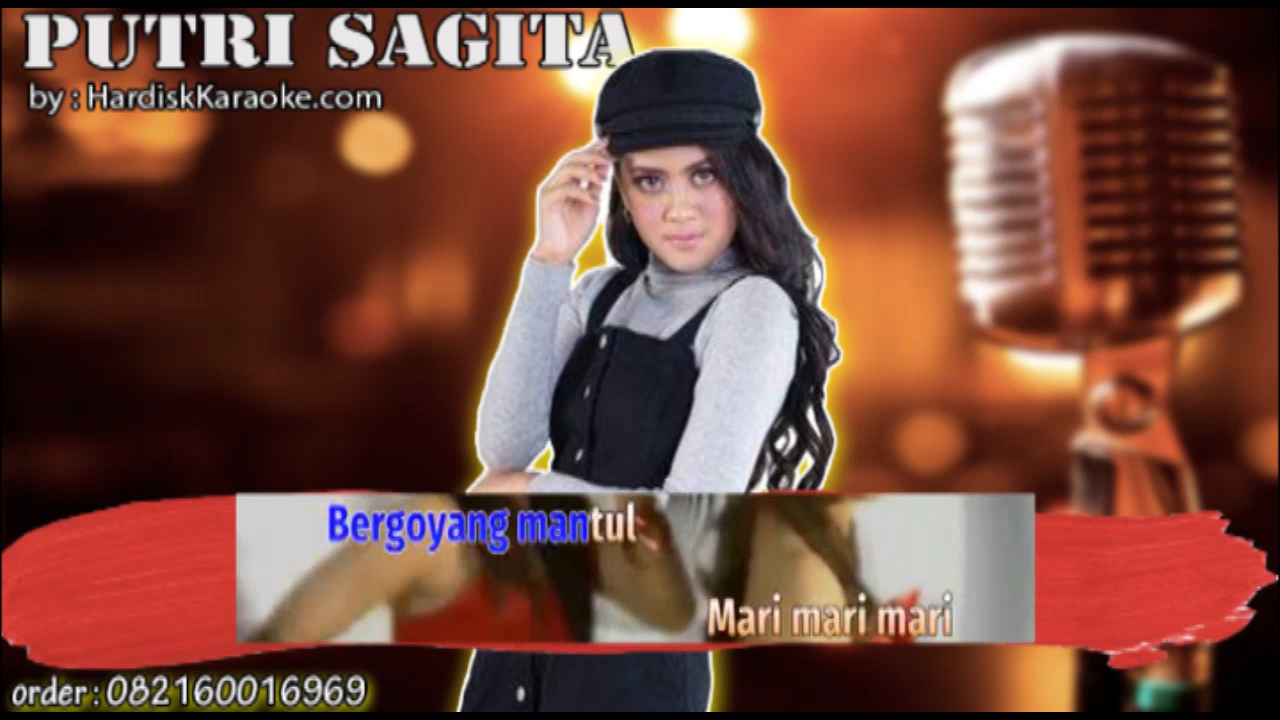 PUTRI SAGITA
by : HardiskKaraoke.com
Bergoyang mantul
Mari mari mari
order : 082160016969